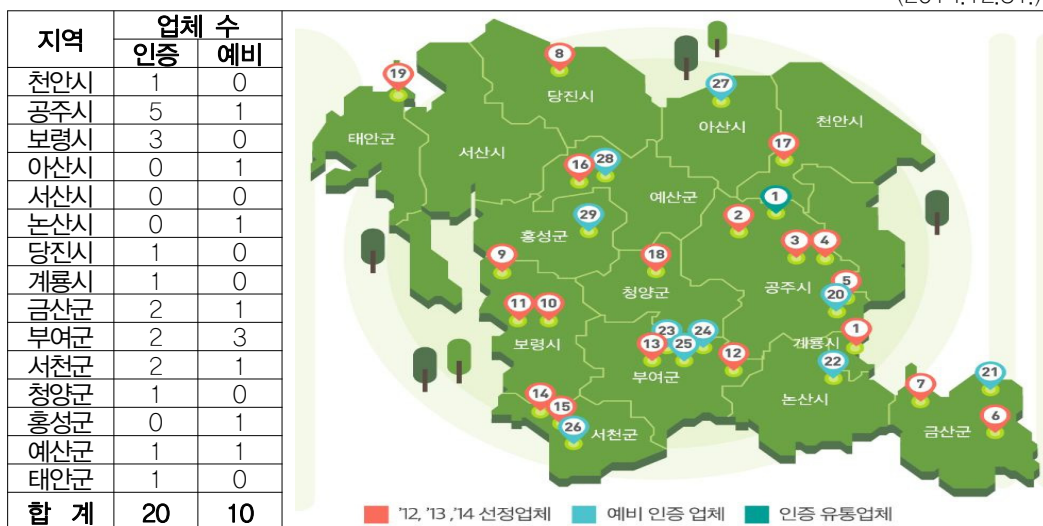 (2014.12.31.)
지역 업체 수
인증 예비
천안시 1 0
공주시 5 1
보령시 3 0
아산시 0 1
서산시 0 0
논산시 0 1
당진시 1 0
계룡시 1 0
금산군 2 1
부여군 2 3
서천군 2 1
청양군 1 0
홍성군 0 1
예산군 1 1
태안군 1 0
합 계 20 10
8
19
당진시
27
아산시
천안시
태안군
서산시
17
16 28
예산군
1
29
2
홍성군
3 4
9
18
청양군
공주시
5
20
11 10
보령시
23 24
1
계룡시
13 25 12
22
부여군
논산시
7
21
14
15
26
서천군
6
금산군
'12, '13 ,'14 선정업체 예비 인증 업체 인증 유통업체